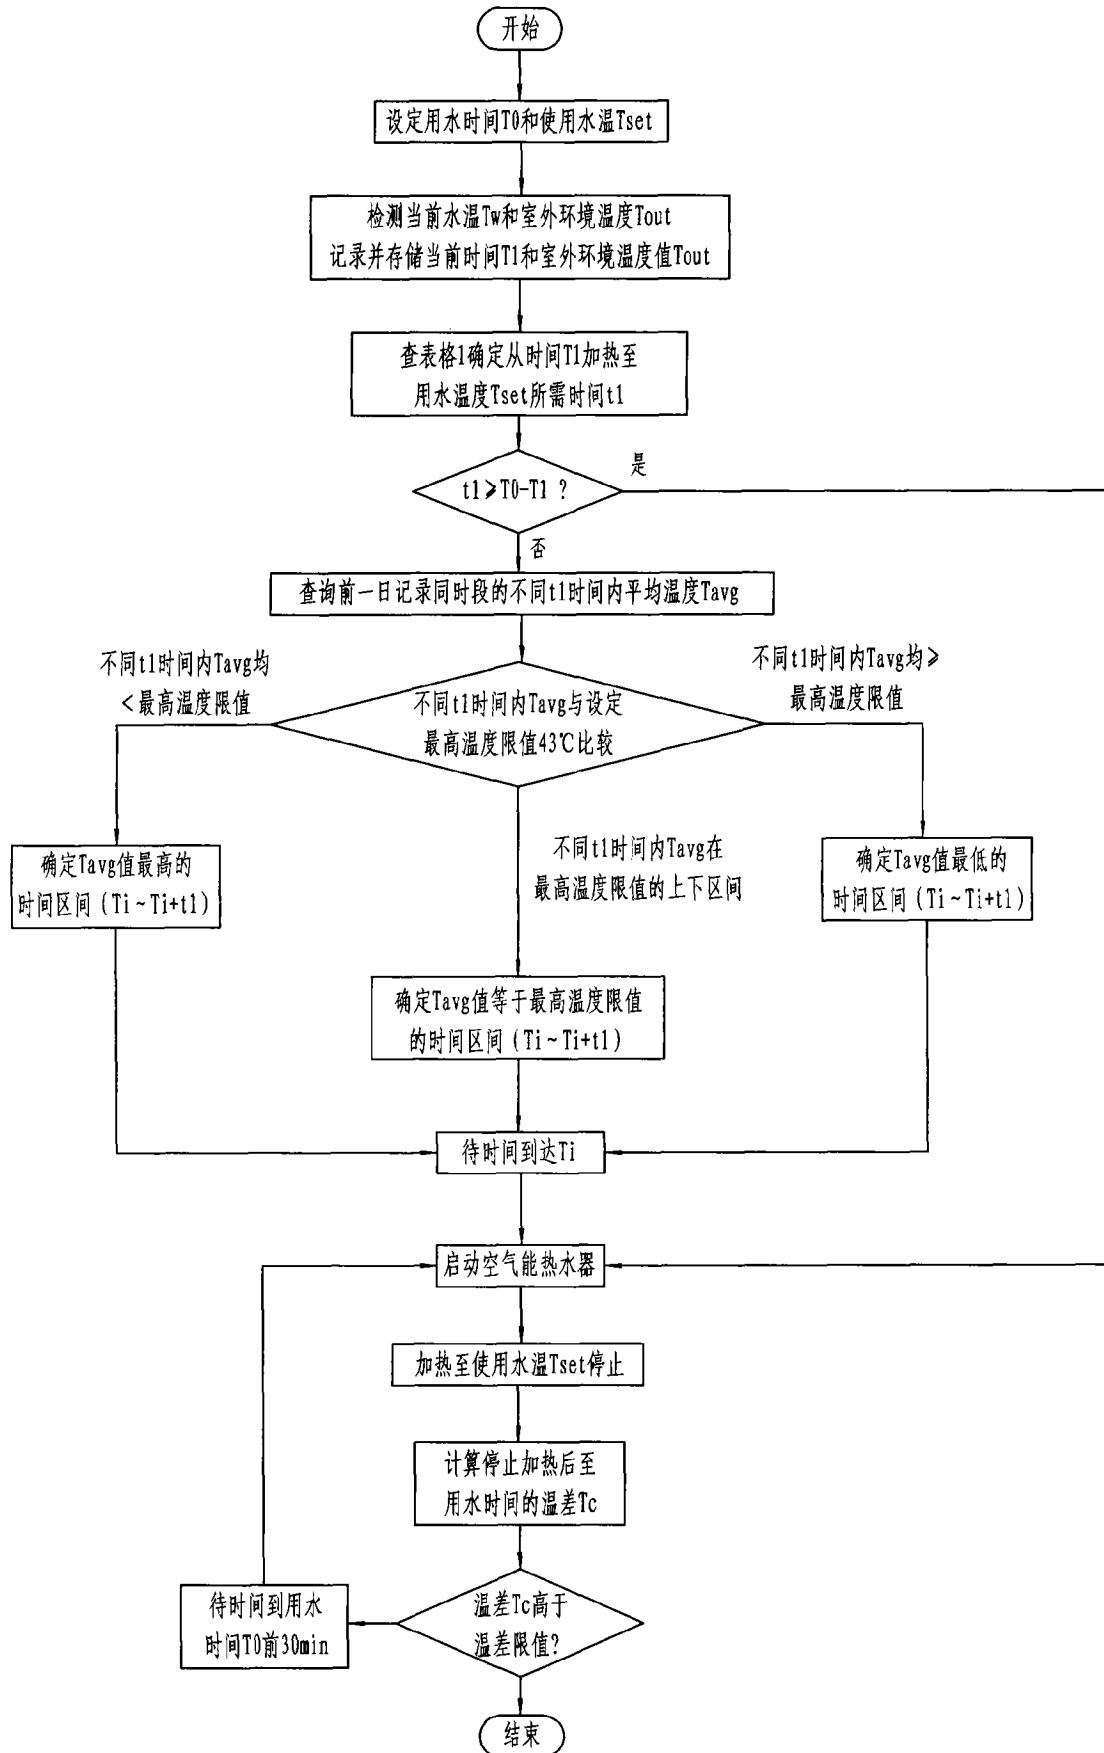 开始
设定用水时间T0和使用水温Tset
检测当前水温Tw和室外环境温度Tout
记录并存储当前时间T1和室外环境温度值Tout
查表格1确定从时间T1加热至
用水温度Tset所需时间t1
t1≥T0-T1 ?
是
否
查询前一日记录同时段的不同t1时间内平均温度Tavg
不同t1时间内Tavg均
<最高温度限值
不同t1时间内Tavg与设定
最高温度限值43℃比较
不同t1时间内Tavg均≥
最高温度限值
确定Tavg值最高的
时间区间（Ti~Ti+t1）
不同t1时间内Tavg在
最高温度限值的上下区间
确定Tavg值最低的
时间区间（Ti~Ti+t1）
确定Tavg值等于最高温度限值
的时间区间（Ti~Ti+t1）
待时间到达Ti
启动空气能热水器
加热至使用水温Tset停止
计算停止加热后至
用水时间的温差Tc
待时间到用水
时间T0前30min
温差Tc高于
温差限值?
结束